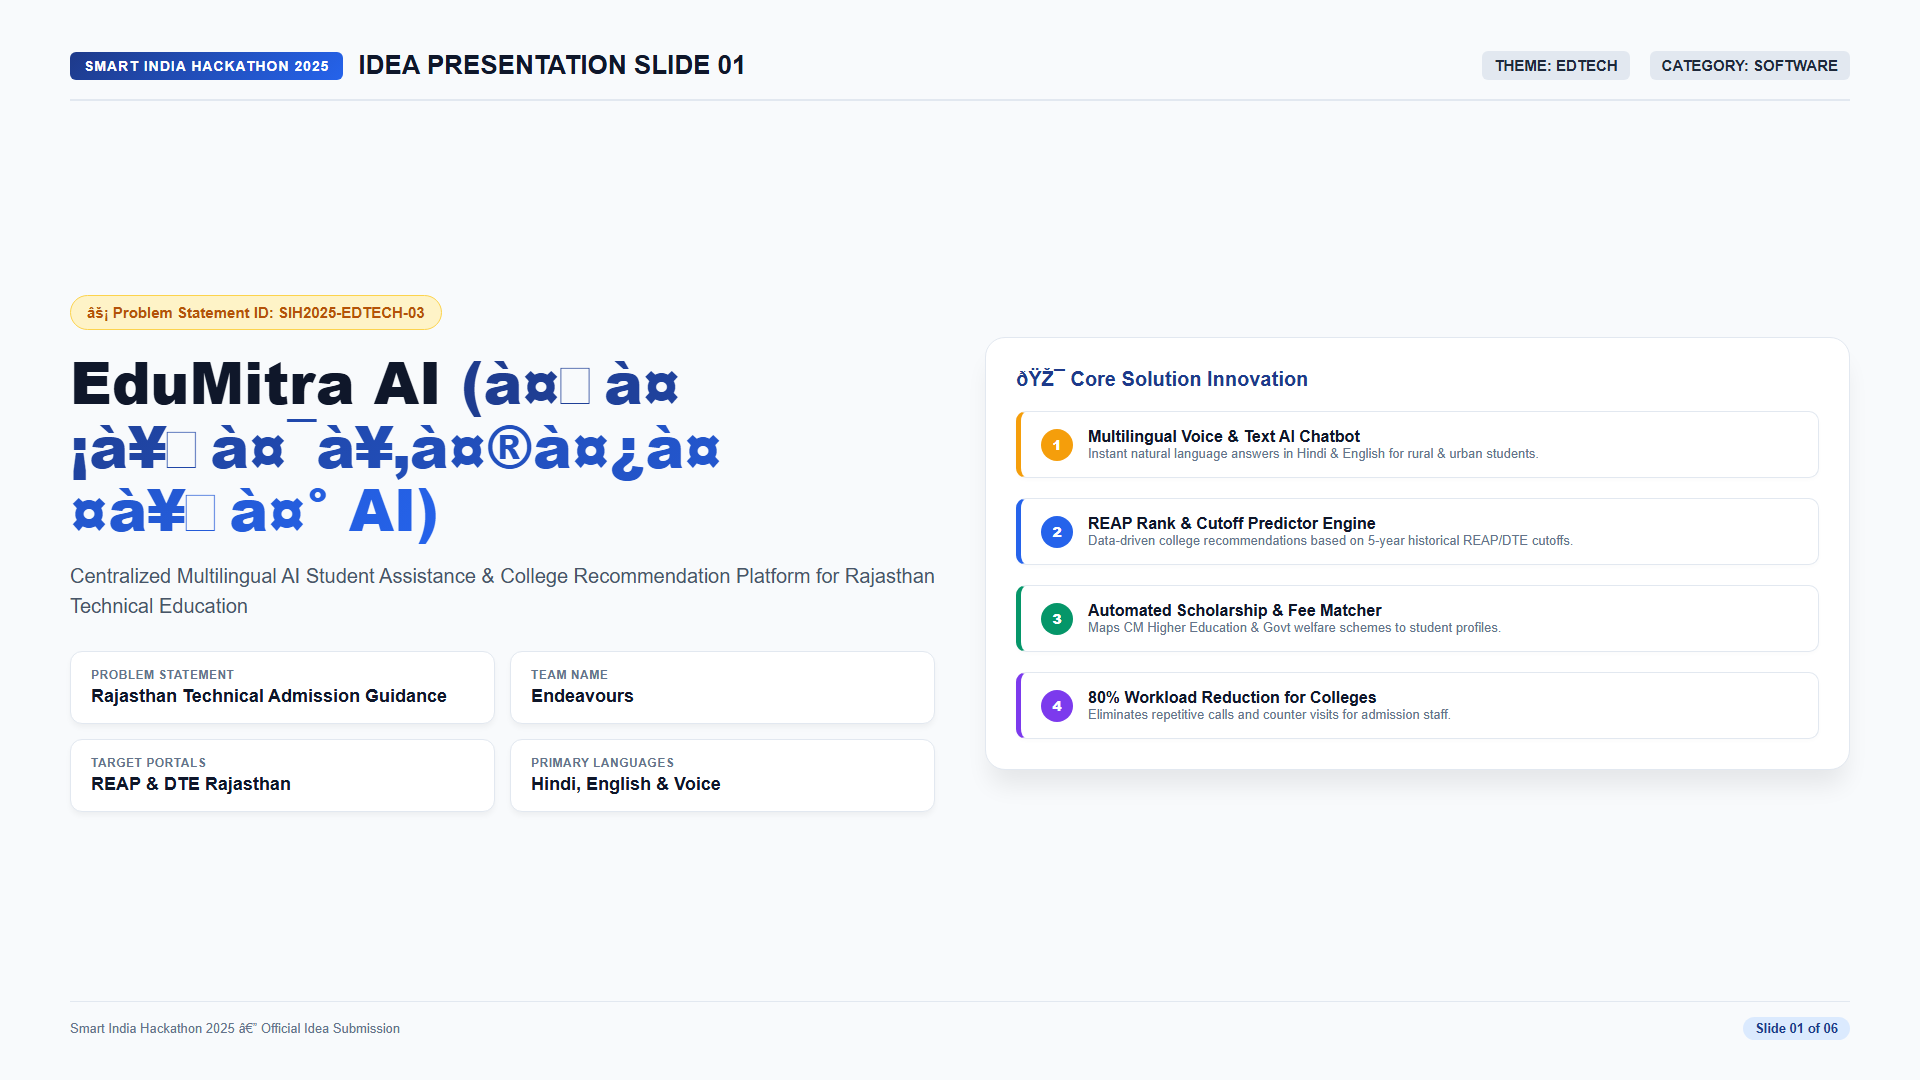 SMART INDIA HACKATHON 2025
IDEA PRESENTATION SLIDE 01
THEME: EDTECH
CATEGORY: SOFTWARE
âš¡ Problem Statement ID: SIH2025-EDTECH-03
EduMitra AI (à¤□ à¤
¡à¥□ à¤¯à¥‚à¤®à¤¿à¤
¤à¥□ à¤° AI)
Centralized Multilingual AI Student Assistance & College Recommendation Platform for Rajasthan
Technical Education
PROBLEM STATEMENT
Rajasthan Technical Admission Guidance
TEAM NAME
Endeavours
TARGET PORTALS
REAP & DTE Rajasthan
PRIMARY LANGUAGES
Hindi, English & Voice
ðŸŽ¯ Core Solution Innovation
1
Multilingual Voice & Text AI Chatbot
Instant natural language answers in Hindi & English for rural & urban students.
2
REAP Rank & Cutoff Predictor Engine
Data-driven college recommendations based on 5-year historical REAP/DTE cutoffs.
3
Automated Scholarship & Fee Matcher
Maps CM Higher Education & Govt welfare schemes to student profiles.
4
80% Workload Reduction for Colleges
Eliminates repetitive calls and counter visits for admission staff.
Smart India Hackathon 2025 â€” Official Idea Submission
Slide 01 of 06